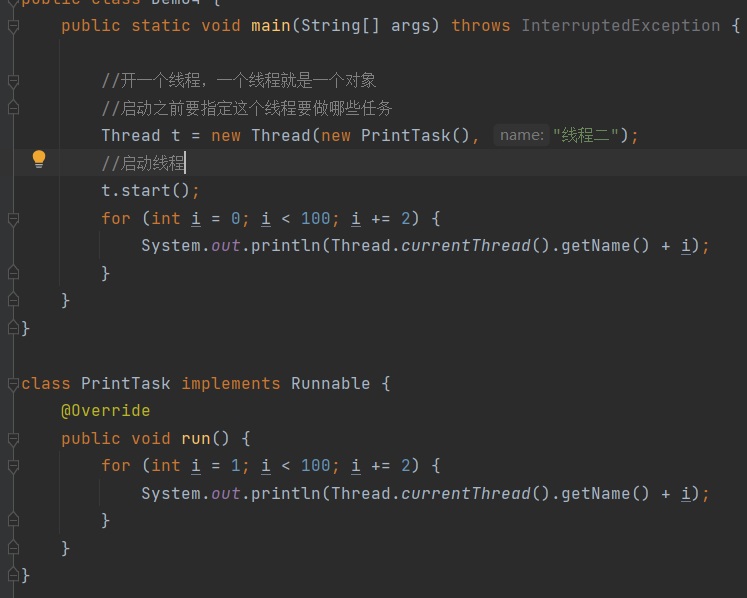 public class Demo4 {
public static void main(String[] args) throws InterruptedException {
//开一个线程，一个线程就是一个对象
//启动之前要指定这个线程要做哪些任务
Thread t = new Thread(new PrintTask(), name: "线程二");
//启动线程
t.start();
for (int i = 0; i < 100; i += 2) {
System.out.println(Thread.currentThread().getName() + i);
}
}
}
class PrintTask implements Runnable {
@Override
public void run() {
for (int i = 1; i < 100; i += 2) {
System.out.println(Thread.currentThread().getName() + i);
}
}
}